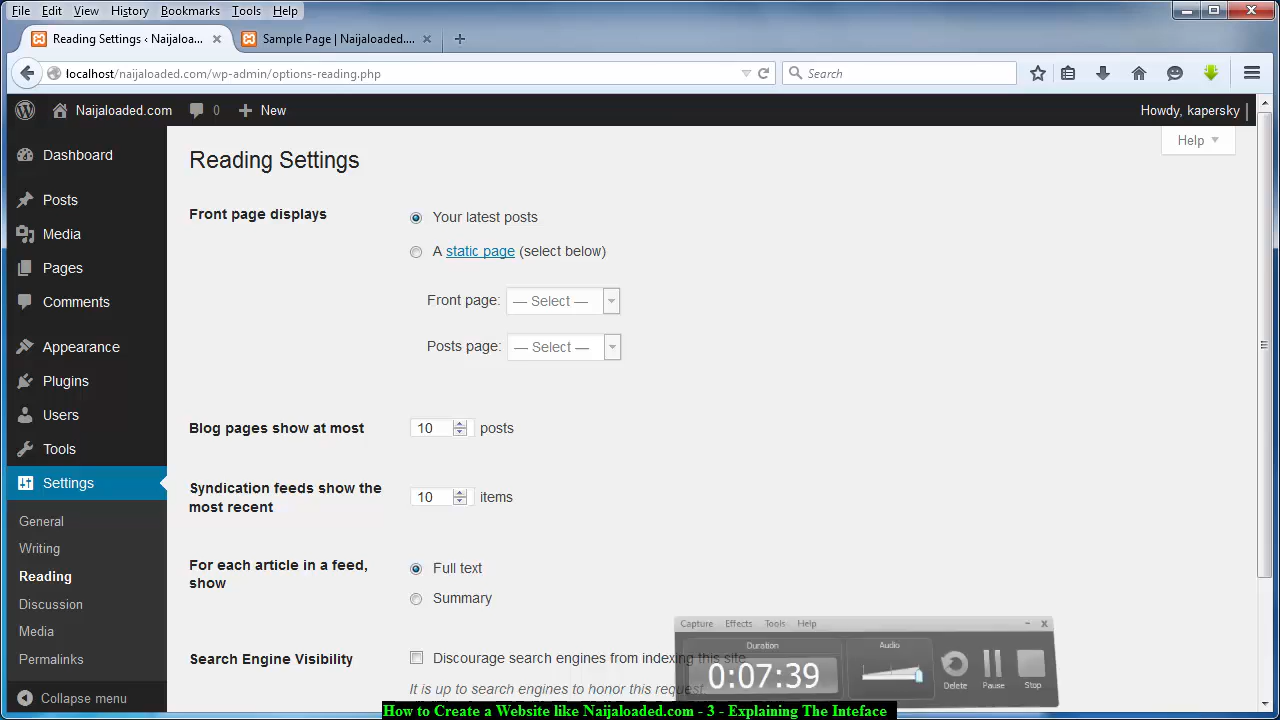 File Edit View History Bookmarks Tools Help
Reading Settings ‹ Naijaloa... × Sample Page | Naijaloaded.... × +
localhost/naijaloaded.com/wp-admin/options-reading.php Search
Naijaloaded.com 0 + New Howdy, kapersky
Help
Dashboard
Posts
Media
Pages
Comments
Appearance
Plugins
Users
Tools
Settings
General
Writing
Reading
Discussion
Media
Permalinks
Collapse menu
Reading Settings
Front page displays
Your latest posts
A static page (select below)
Front page: — Select —
Posts page: — Select —
Blog pages show at most 10 posts
Syndication feeds show the
most recent
10 items
For each article in a feed,
show
Full text
Summary
Search Engine Visibility
Discourage search engines from indexing this site
It is up to search engines to honor this request.
Capture Effects Tools Help
Duration
0:07:39
Audio
Delete Pause Stop
How to Create a Website like Naijaloaded.com - 3 - Explaining The Inteface